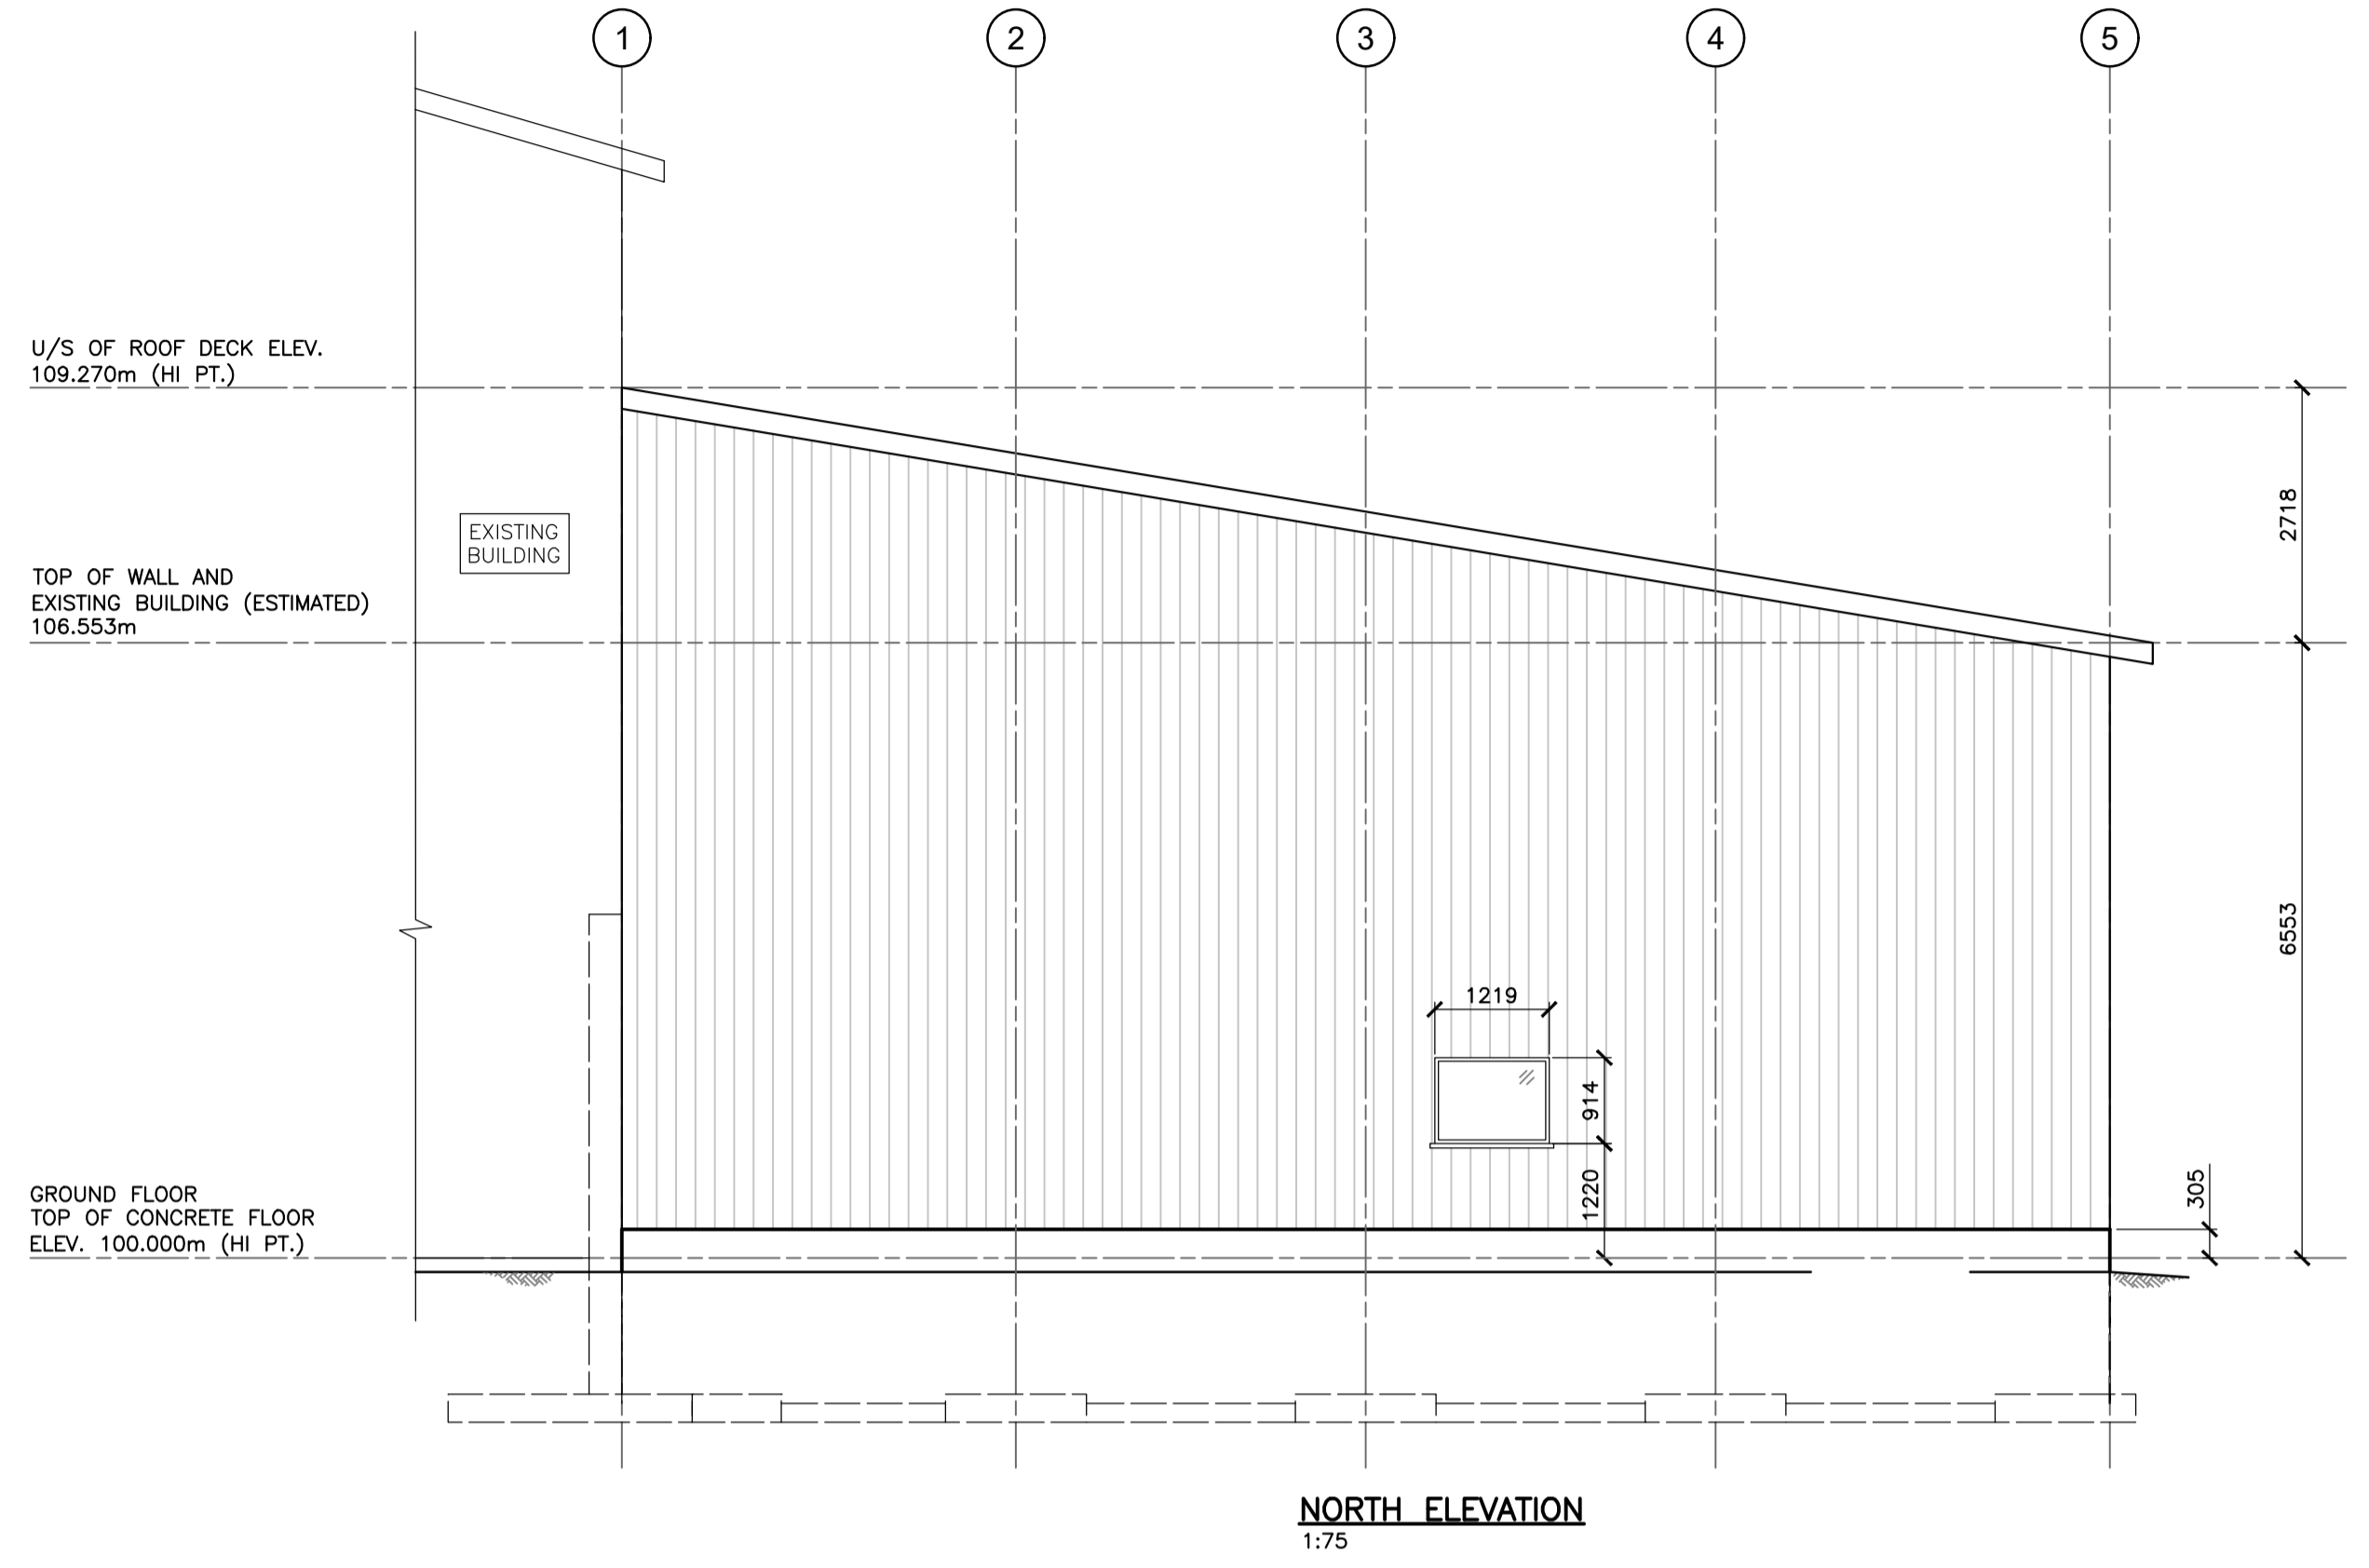 1
2
3
4
5
U/S OF ROOF DECK ELEV.
109.270m (HI PT.)
2718
EXISTING
BUILDING
TOP OF WALL AND
EXISTING BUILDING (ESTIMATED)
106.553m
6553
1219
914
1220
305
GROUND FLOOR
TOP OF CONCRETE FLOOR
ELEV. 100.000m (HI PT.)
NORTH ELEVATION
1:75